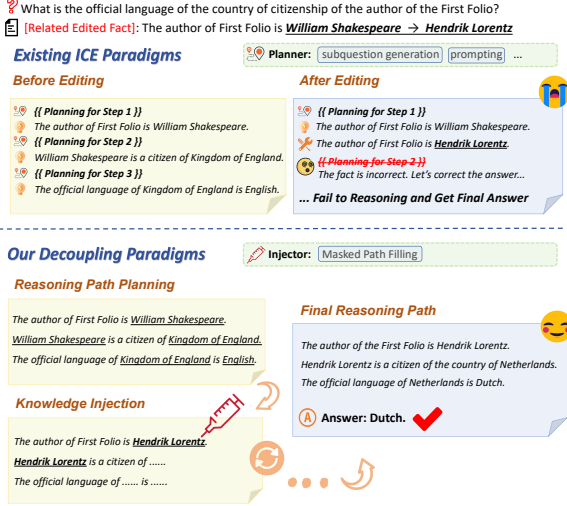 What is the official language of the country of citizenship of the author of the First Folio?
[Related Edited Fact]: The author of First Folio is William Shakespeare → Hendrik Lorentz
Existing ICE Paradigms
Planner: subquestion generation prompting ...
Before Editing
{{ Planning for Step 1 }}
The author of First Folio is William Shakespeare.
{{ Planning for Step 2 }}
William Shakespeare is a citizen of Kingdom of England.
{{ Planning for Step 3 }}
The official language of Kingdom of England is English.
After Editing
{{ Planning for Step 1 }}
The author of First Folio is William Shakespeare.
The author of First Folio is Hendrik Lorentz.
{{ Planning for Step 2 }}
The fact is incorrect. Let's correct the answer...
... Fail to Reasoning and Get Final Answer
Our Decoupling Paradigms
Injector: Masked Path Filling
Reasoning Path Planning
The author of First Folio is William Shakespeare.
William Shakespeare is a citizen of Kingdom of England.
The official language of Kingdom of England is English.
Knowledge Injection
The author of First Folio is Hendrik Lorentz.
Hendrik Lorentz is a citizen of ......
The official language of ...... is ......
Final Reasoning Path
The author of the First Folio is Hendrik Lorentz.
Hendrik Lorentz is a citizen of the country of Netherlands.
The official language of Netherlands is Dutch.
A Answer: Dutch.